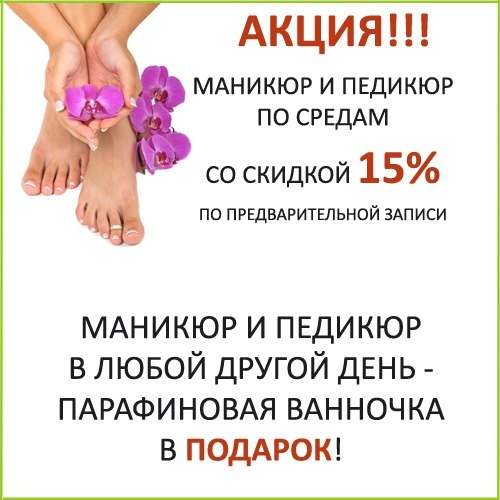 АКЦИЯ!!!
МАНИКЮР И ПЕДИКЮР
ПО СРЕДАМ
СО СКИДКОЙ 15%
ПО ПРЕДВАРИТЕЛЬНОЙ ЗАПИСИ
МАНИКЮР И ПЕДИКЮР
В ЛЮБОЙ ДРУГОЙ ДЕНЬ -
ПАРАФИНОВАЯ ВАННОЧКА
В ПОДАРОК!